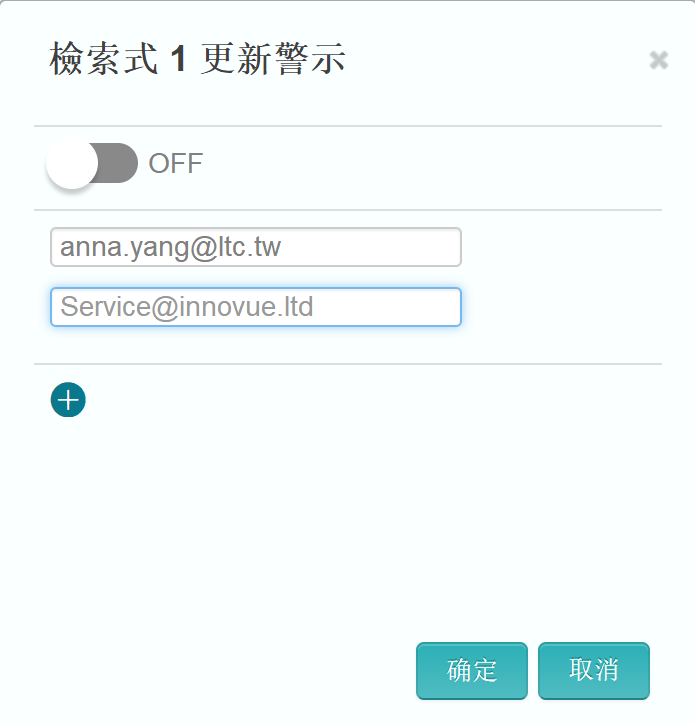 檢索式 1 更新警示
OFF
anna.yang@ltc.tw
Service@innovue.ltd
确定
取消